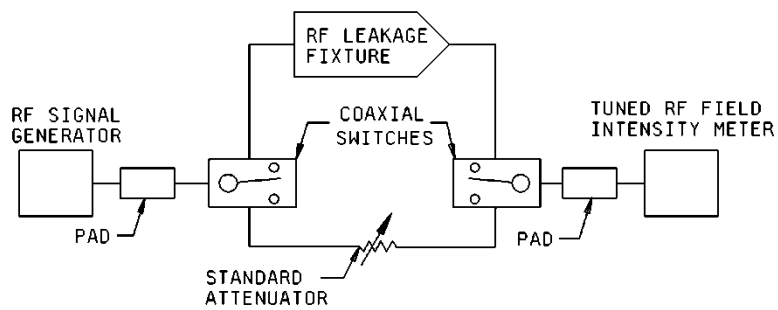 RF LEAKAGE
FIXTURE
RF SIGNAL
GENERATOR
COAXIAL
SWITCHES
TUNED RF FIELD
INTENSITY METER
PAD
PAD
STANDARD
ATTENUATOR